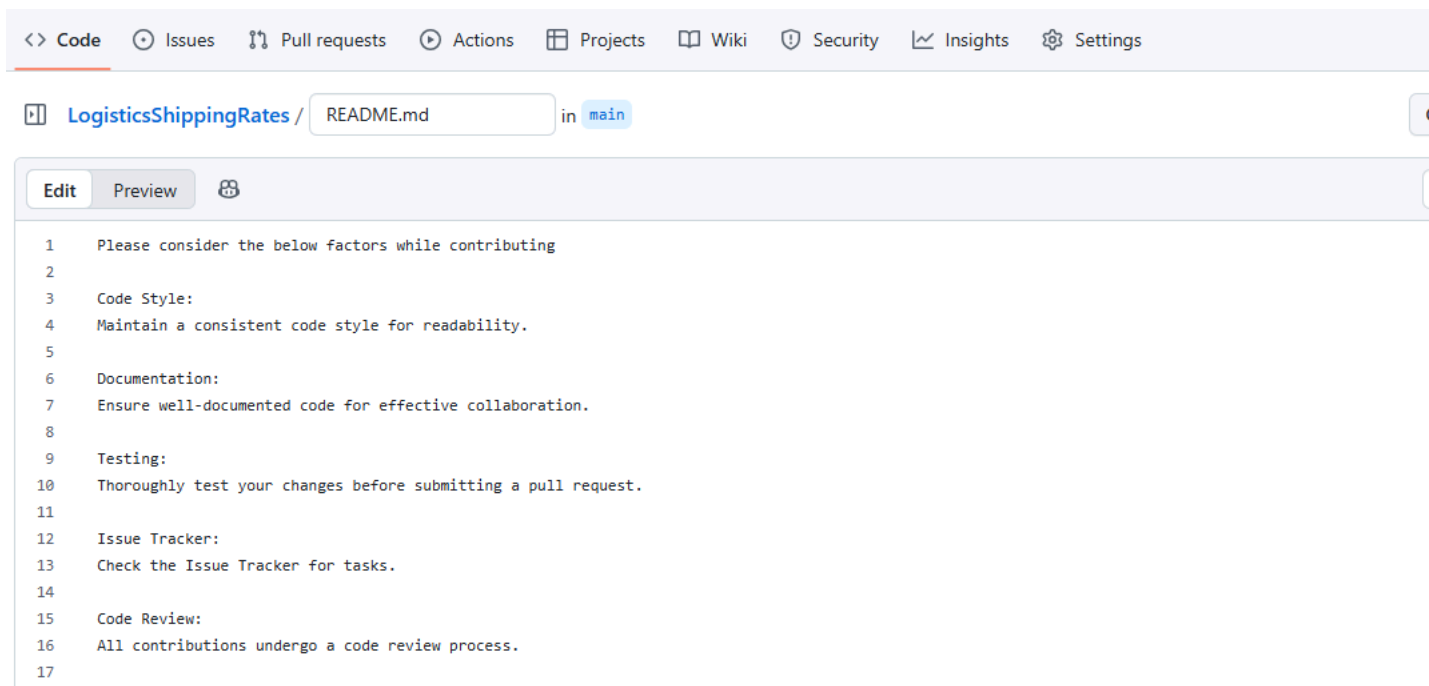 <> Code Issues Pull requests Actions Projects Wiki Security Insights Settings
LogisticsShippingRates / README.md in main
Edit Preview
1 Please consider the below factors while contributing
2
3 Code Style:
4 Maintain a consistent code style for readability.
5
6 Documentation:
7 Ensure well-documented code for effective collaboration.
8
9 Testing:
10 Thoroughly test your changes before submitting a pull request.
11
12 Issue Tracker:
13 Check the Issue Tracker for tasks.
14
15 Code Review:
16 All contributions undergo a code review process.
17